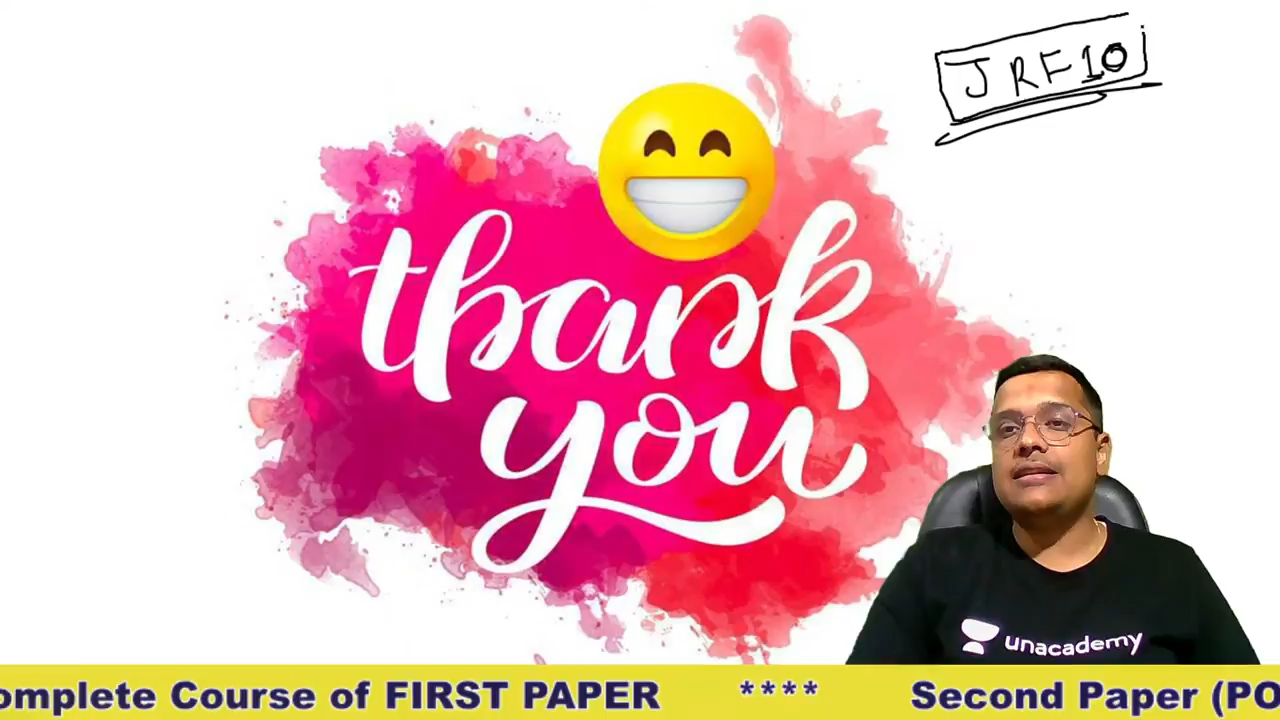 JRF10
thank
you
unacademy
omplete Course of FIRST PAPER **** Second Paper (PO